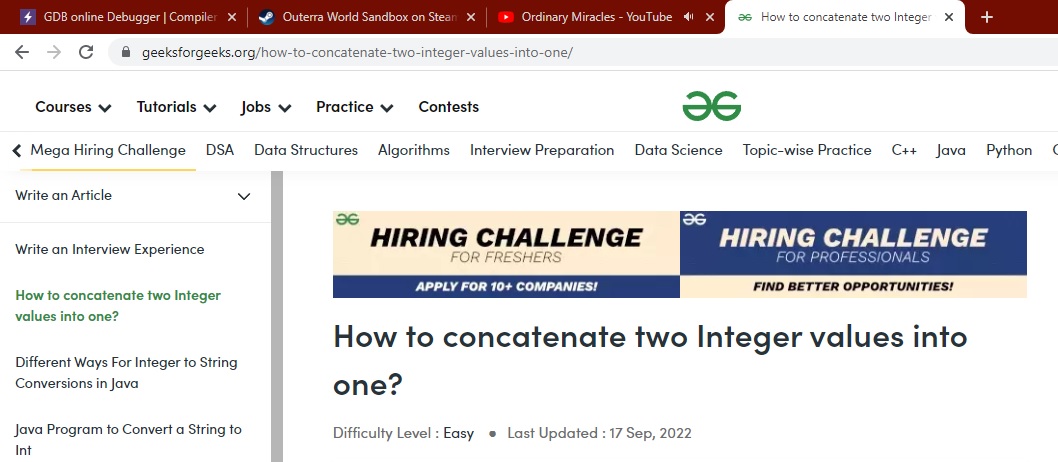 GDB online Debugger | Compiler
Outerra World Sandbox on Steam
Ordinary Miracles - YouTube
How to concatenate two Integer
geeksforgeeks.org/how-to-concatenate-two-integer-values-into-one/
Courses Tutorials Jobs Practice Contests
Mega Hiring Challenge DSA Data Structures Algorithms Interview Preparation Data Science Topic-wise Practice C++ Java Python
Write an Article
Write an Interview Experience
How to concatenate two Integer
values into one?
Different Ways For Integer to String
Conversions in Java
Java Program to Convert a String to
Int
HIRING CHALLENGE
FOR FRESHERS
APPLY FOR 10+ COMPANIES!
HIRING CHALLENGE
FOR PROFESSIONALS
FIND BETTER OPPORTUNITIES!
How to concatenate two Integer values into
one?
Difficulty Level : Easy ● Last Updated : 17 Sep, 2022